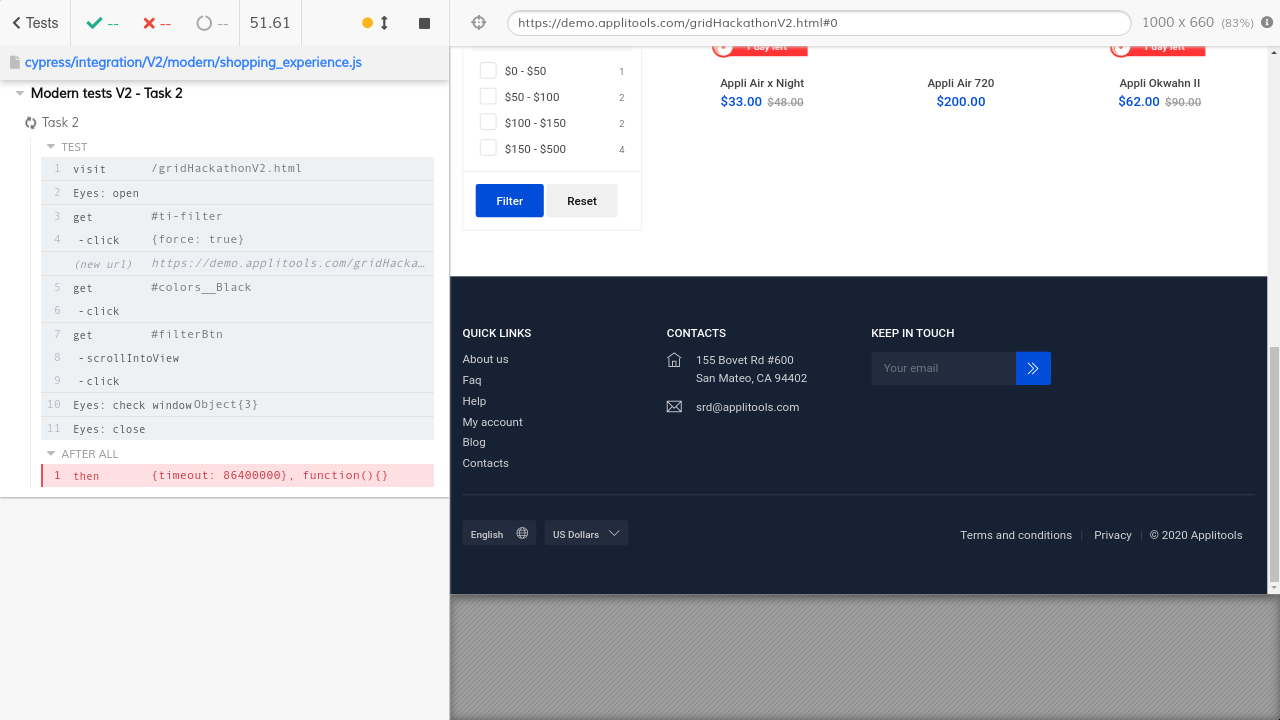 Tests
--
--
--
51.61
https://demo.applitools.com/gridHackathonV2.html#0
1000 x 660 (83%)
cypress/integration/V2/modern/shopping_experience.js
Modern tests V2 - Task 2
Task 2
TEST
1 visit /gridHackathonV2.html
2 Eyes: open
3 get #ti-filter
4 -click {force: true}
(new url) https://demo.applitools.com/gridHacka…
5 get #colors__Black
6 -click
7 get #filterBtn
8 -scrollIntoView
9 -click
10 Eyes: check window Object{3}
11 Eyes: close
AFTER ALL
1 then {timeout: 86400000}, function(){}
$0 - $50 1
$50 - $100 2
$100 - $150 2
$150 - $500 4
Filter
Reset
1 day left
1 day left
Appli Air x Night
$33.00 $48.00
Appli Air 720
$200.00
Appli Okwahn II
$62.00 $90.00
QUICK LINKS
About us
Faq
Help
My account
Blog
Contacts
CONTACTS
155 Bovet Rd #600
San Mateo, CA 94402
srd@applitools.com
KEEP IN TOUCH
Your email
English
US Dollars
Terms and conditions
Privacy
© 2020 Applitools